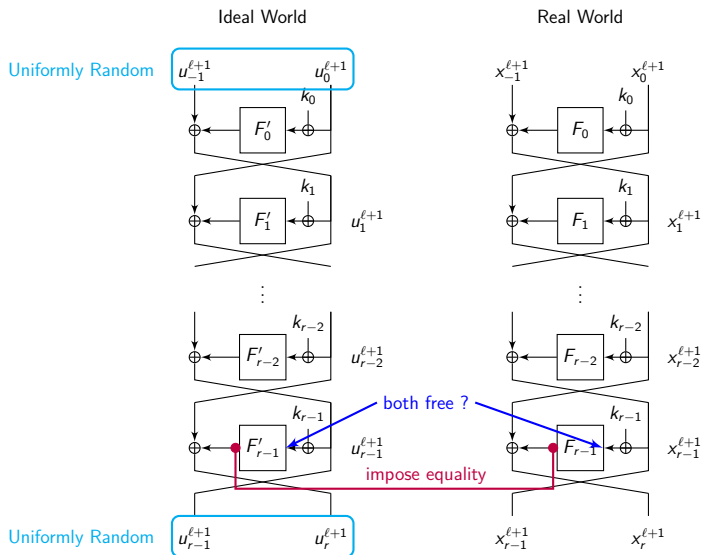 Ideal World Real World
Uniformly Random u_{-1}^{ℓ+1} u_0^{ℓ+1} x_{-1}^{ℓ+1} x_0^{ℓ+1}
k_0 k_0
F'_0 F_0
k_1 k_1
F'_1 u_1^{ℓ+1} F_1 x_1^{ℓ+1}
⋮ ⋮
k_{r−2} k_{r−2}
F'_{r−2} u_{r−2}^{ℓ+1} F_{r−2} x_{r−2}^{ℓ+1}
both free ?
k_{r−1} k_{r−1}
F'_{r−1} u_{r−1}^{ℓ+1} F_{r−1} x_{r−1}^{ℓ+1}
impose equality
Uniformly Random u_{r−1}^{ℓ+1} u_r^{ℓ+1} x_{r−1}^{ℓ+1} x_r^{ℓ+1}